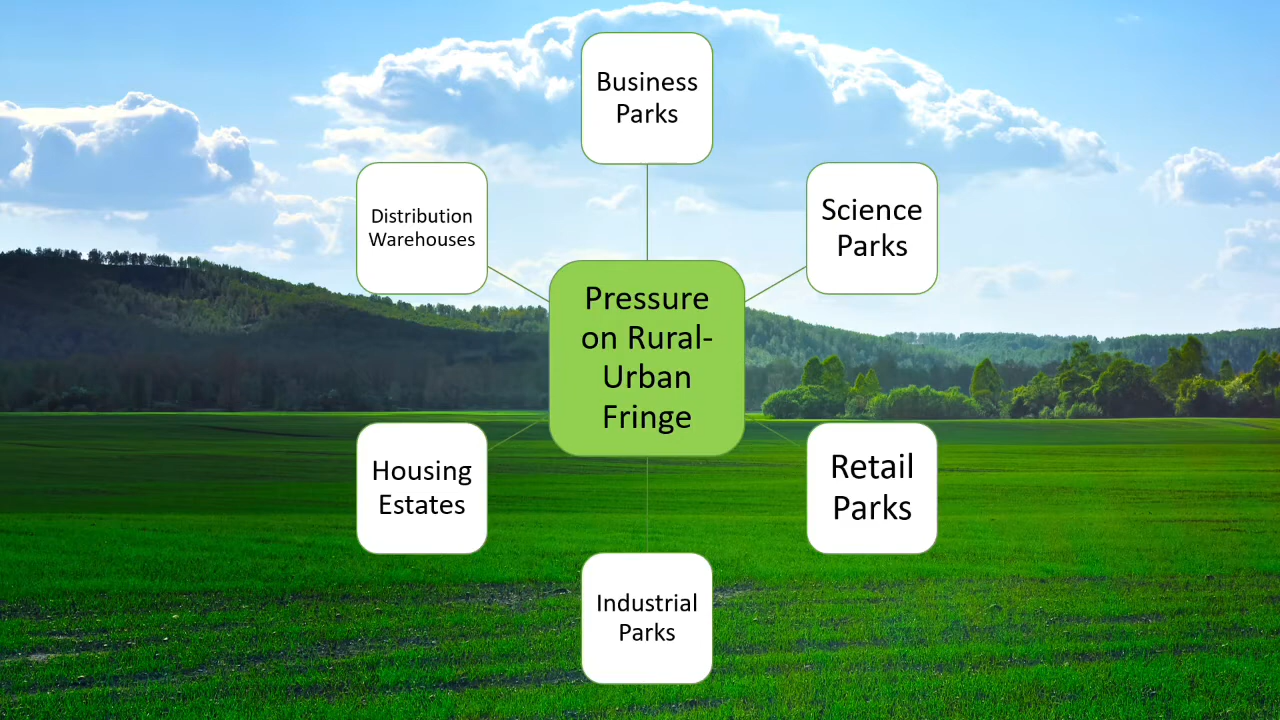 Business
Parks
Distribution
Warehouses
Science
Parks
Pressure
on Rural-
Urban
Fringe
Housing
Estates
Retail
Parks
Industrial
Parks